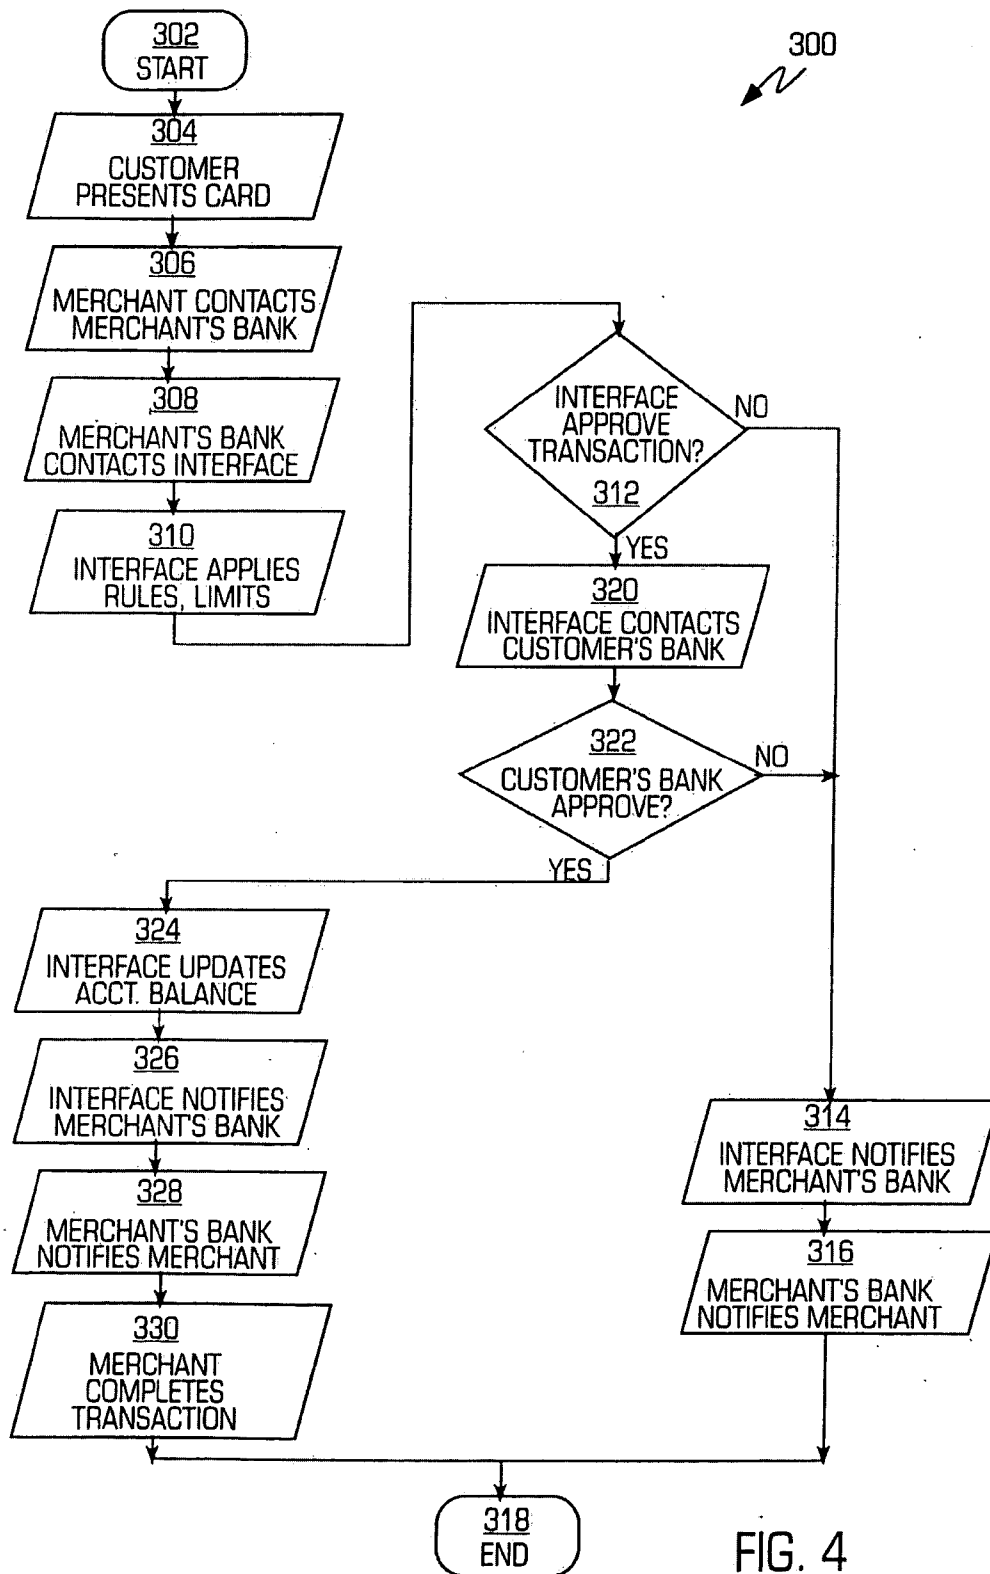 302
START
300
304
CUSTOMER
PRESENTS CARD
306
MERCHANT CONTACTS
MERCHANT'S BANK
308
MERCHANT'S BANK
CONTACTS INTERFACE
310
INTERFACE APPLIES
RULES, LIMITS
INTERFACE
APPROVE
TRANSACTION?
312
NO
YES
320
INTERFACE CONTACTS
CUSTOMER'S BANK
322
CUSTOMER'S BANK
APPROVE?
NO
YES
324
INTERFACE UPDATES
ACCT. BALANCE
326
INTERFACE NOTIFIES
MERCHANT'S BANK
328
MERCHANT'S BANK
NOTIFIES MERCHANT
330
MERCHANT
COMPLETES
TRANSACTION
314
INTERFACE NOTIFIES
MERCHANT'S BANK
316
MERCHANT'S BANK
NOTIFIES MERCHANT
318
END
FIG. 4